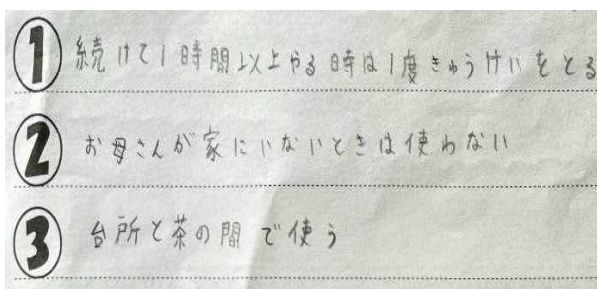 ① 続けて1時間以上やる時は1度きゅうけいをとる
② お母さんが家にいないときは使わない
③ 台所と茶の間で使う